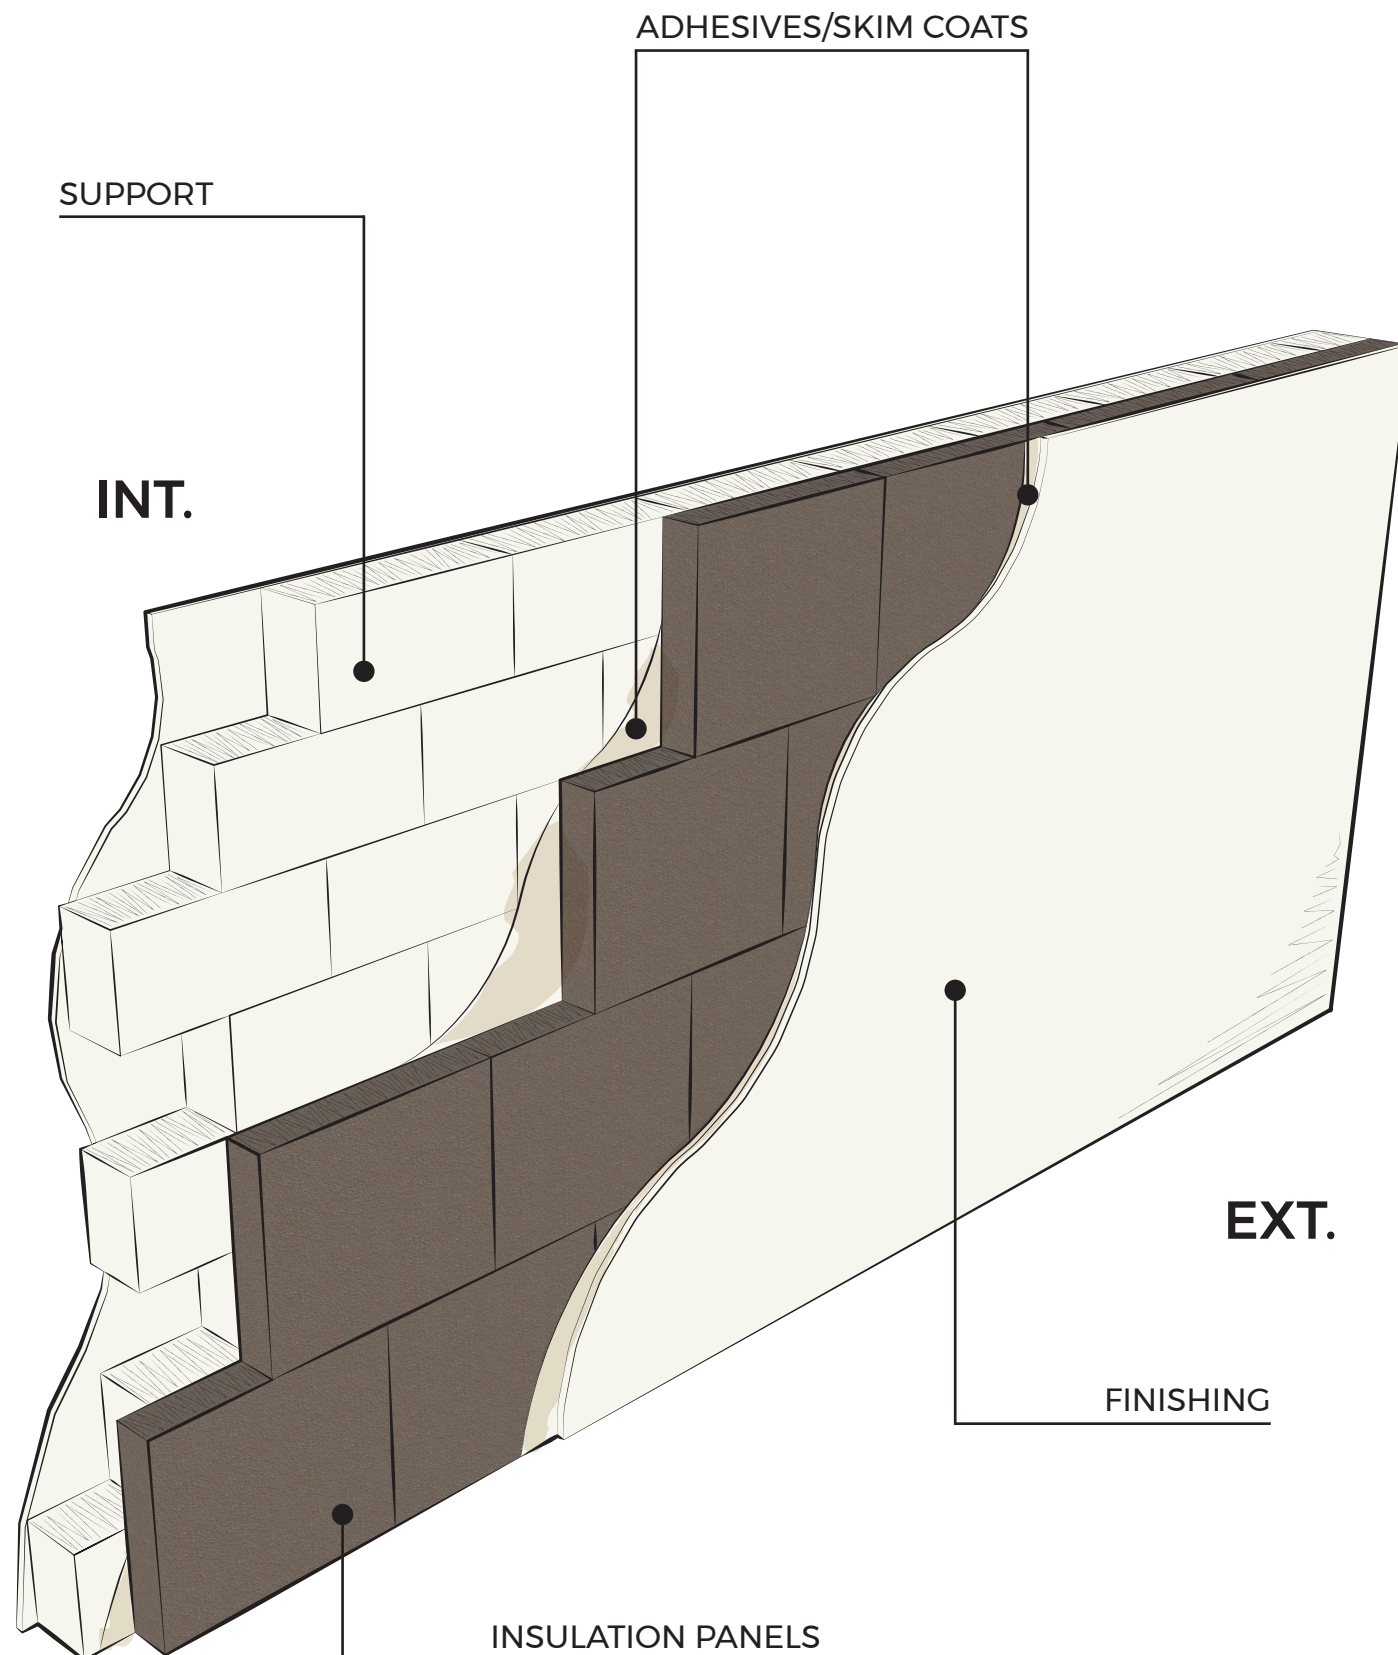 ADHESIVES/SKIM COATS
SUPPORT
INT.
EXT.
FINISHING
INSULATION PANELS